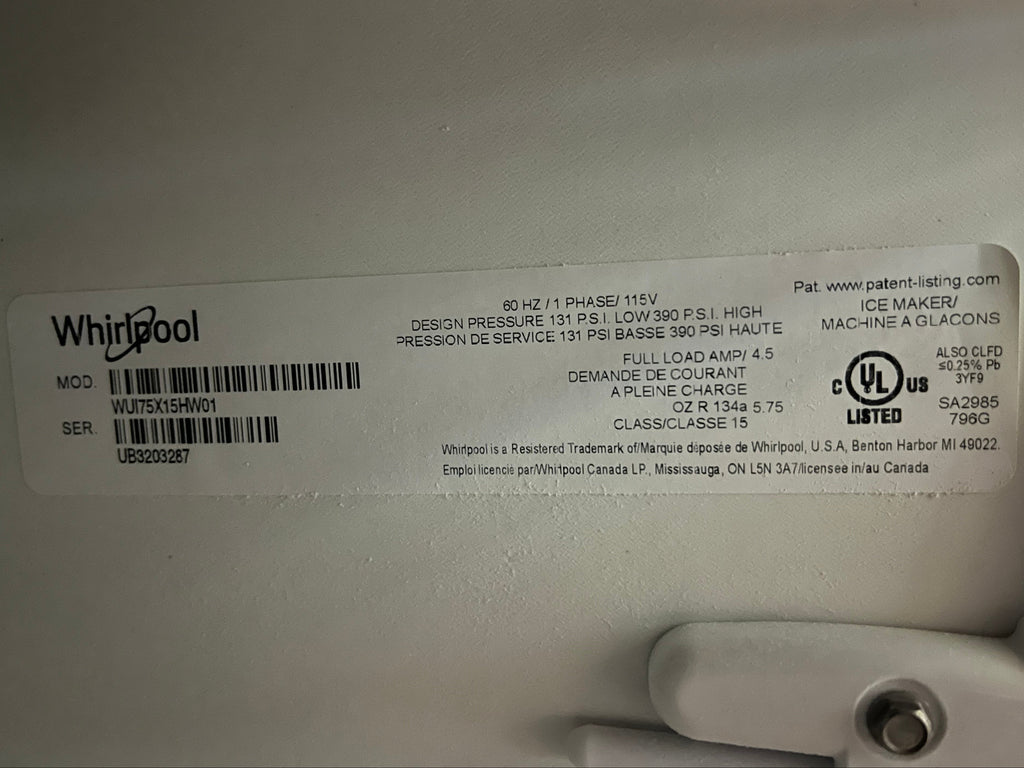 Whirlpool
MOD.
WUI75X15HW01
SER.
UB3203287
60 HZ / 1 PHASE/ 115V
DESIGN PRESSURE 131 P.S.I. LOW 390 P.S.I. HIGH
PRESSION DE SERVICE 131 PSI BASSE 390 PSI HAUTE
FULL LOAD AMP/ 4.5
DEMANDE DE COURANT
A PLEINE CHARGE
OZ R 134a 5.75
CLASS/CLASSE 15
Pat. www.patent-listing.com
ICE MAKER/
MACHINE A GLACONS
C UL US
LISTED
ALSO CLFD
≤0.25% Pb
3YF9
SA2985
796G
Whirlpool is a Registered Trademark of/Marquie déposée de Whirlpool, U.S.A, Benton Harbor MI 49022.
Emploi licencié par/Whirlpool Canada LP., Mississauga, ON L5N 3A7/licensee in/au Canada